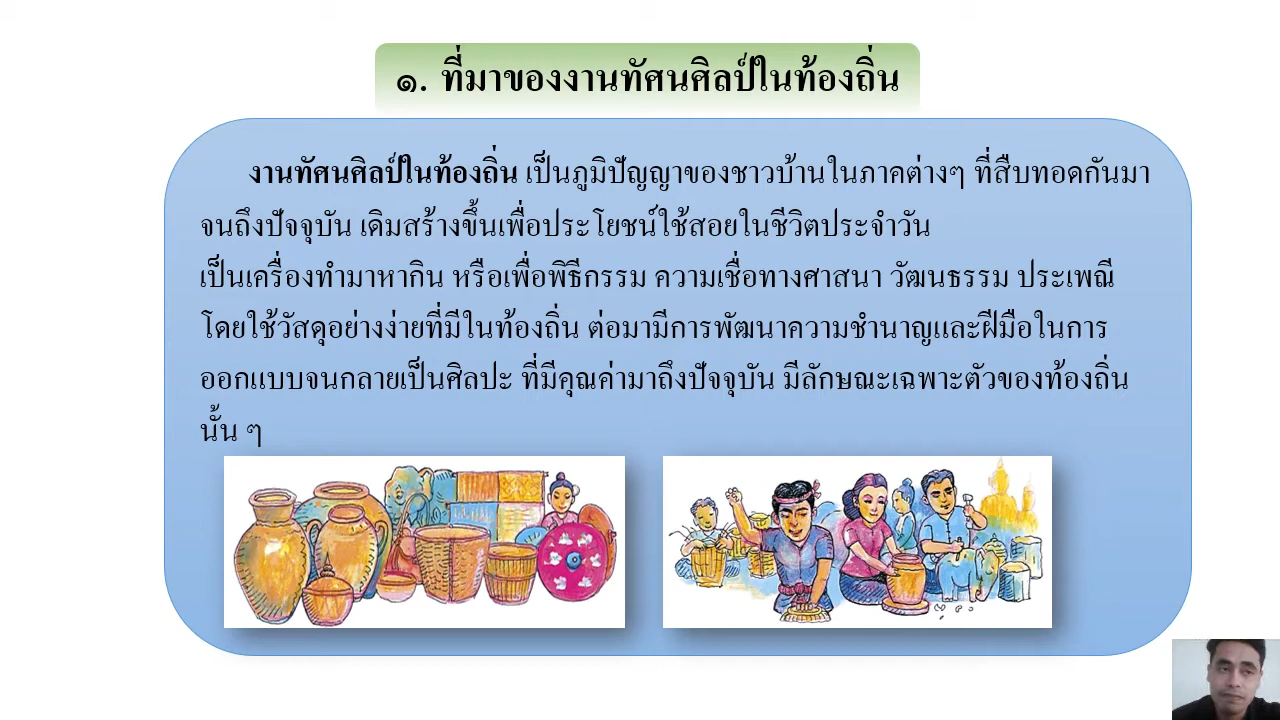 ๑. ที่มาของงานทัศนศิลป์ในท้องถิ่น
งานทัศนศิลป์ในท้องถิ่น เป็นภูมิปัญญาของชาวบ้านในภาคต่างๆ ที่สืบทอดกันมา
จนถึงปัจจุบัน เดิมสร้างขึ้นเพื่อประโยชน์ใช้สอยในชีวิตประจำวัน
เป็นเครื่องทำมาหากิน หรือเพื่อพิธีกรรม ความเชื่อทางศาสนา วัฒนธรรม ประเพณี
โดยใช้วัสดุอย่างง่ายที่มีในท้องถิ่น ต่อมามีการพัฒนาความชำนาญและฝีมือในการ
ออกแบบจนกลายเป็นศิลปะ ที่มีคุณค่ามาถึงปัจจุบัน มีลักษณะเฉพาะตัวของท้องถิ่น
นั้น ๆ